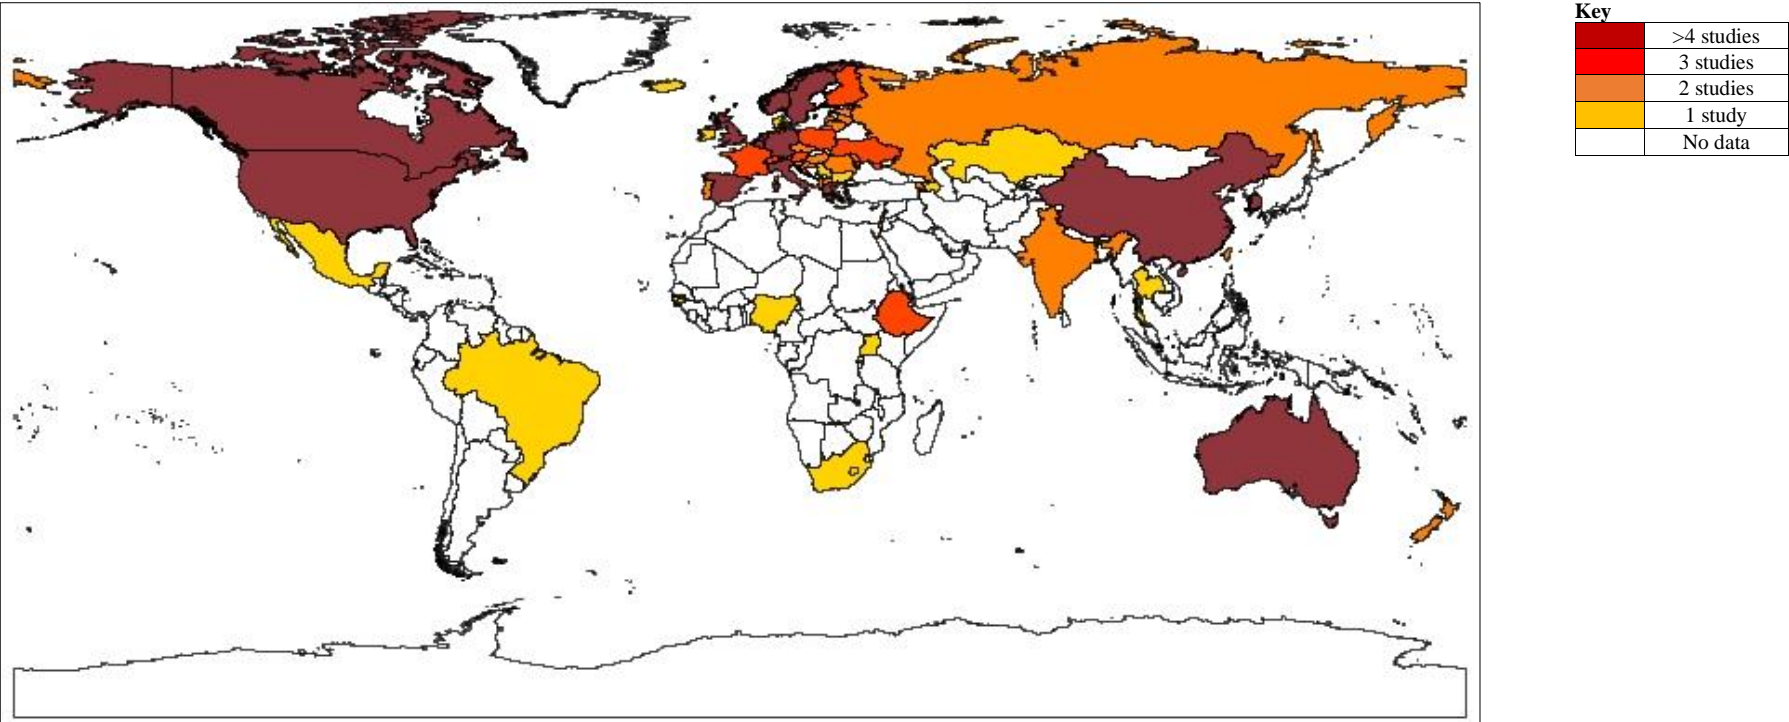 Key
>4 studies
3 studies
2 studies
1 study
No data